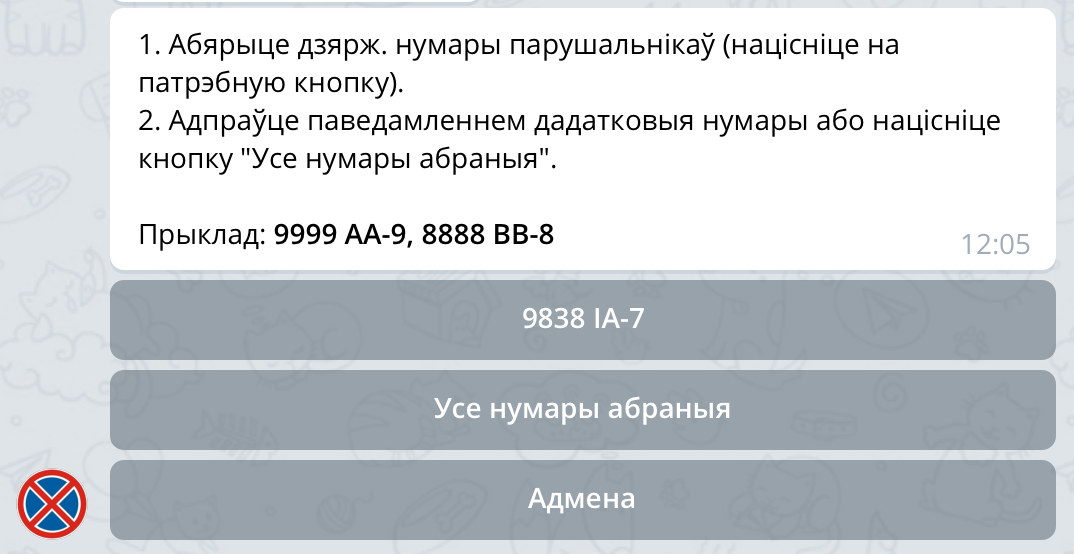 1. Абярыце дзярж. нумары парушальнікаў (націсніце на
патрэбную кнопку).
2. Адпраўце паведамленнем дадатковыя нумары або націсніце
кнопку "Усе нумары абраныя".
Прыклад: 9999 АА-9, 8888 ВВ-8
12:05
9838 IA-7
Усе нумары абраныя
Адмена